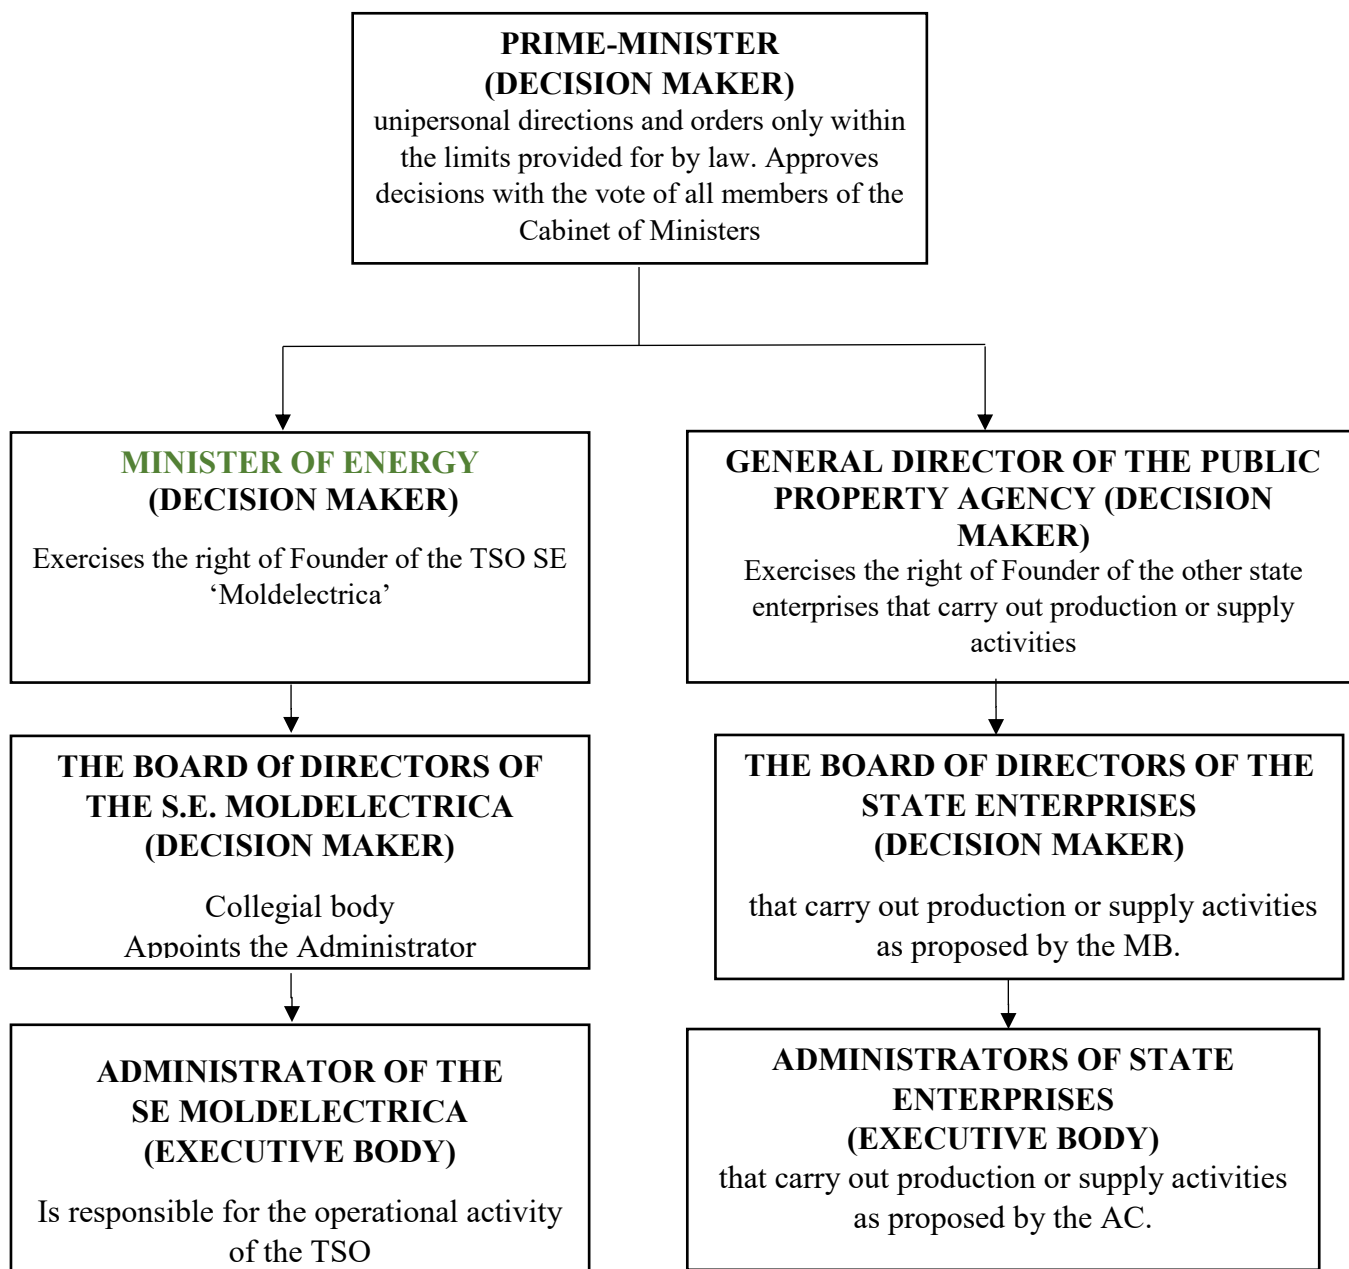 PRIME-MINISTER
(DECISION MAKER)
unipersonal directions and orders only within
the limits provided for by law. Approves
decisions with the vote of all members of the
Cabinet of Ministers
MINISTER OF ENERGY
(DECISION MAKER)
Exercises the right of Founder of the TSO SE
‘Moldelectrica’
GENERAL DIRECTOR OF THE PUBLIC
PROPERTY AGENCY (DECISION
MAKER)
Exercises the right of Founder of the other state
enterprises that carry out production or supply
activities
THE BOARD Of DIRECTORS OF
THE S.E. MOLDELECTRICA
(DECISION MAKER)
Collegial body
Appoints the Administrator
THE BOARD OF DIRECTORS OF THE
STATE ENTERPRISES
(DECISION MAKER)
that carry out production or supply activities
as proposed by the MB.
ADMINISTRATOR OF THE
SE MOLDELECTRICA
(EXECUTIVE BODY)
Is responsible for the operational activity
of the TSO
ADMINISTRATORS OF STATE
ENTERPRISES
(EXECUTIVE BODY)
that carry out production or supply activities
as proposed by the AC.